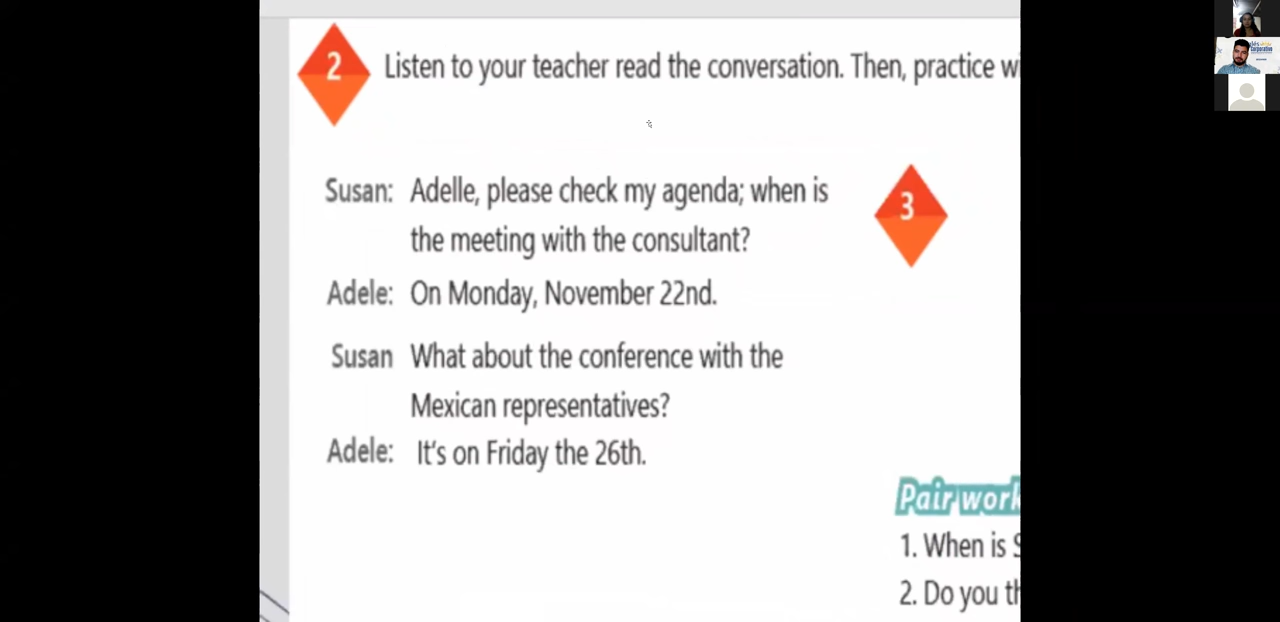 2 Listen to your teacher read the conversation. Then, practice
Susan: Adelle, please check my agenda; when is
the meeting with the consultant?
Adele: On Monday, November 22nd.
Susan What about the conference with the
Mexican representatives?
Adele: It's on Friday the 26th.
3
Pair work
1. When is
2. Do you
Corporation